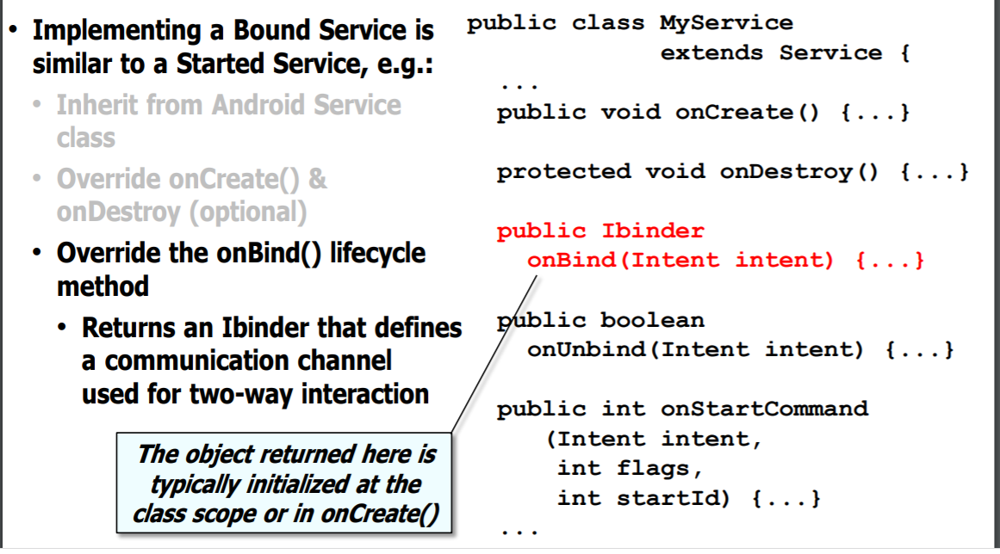 • Implementing a Bound Service is
similar to a Started Service, e.g.:
• Inherit from Android Service
class
• Override onCreate() &
onDestroy (optional)
• Override the onBind() lifecycle
method
• Returns an Ibinder that defines
a communication channel
used for two-way interaction
The object returned here is
typically initialized at the
class scope or in onCreate()
public class MyService
extends Service {
...
public void onCreate() {...}
protected void onDestroy() {...}
public Ibinder
onBind(Intent intent) {...}
public boolean
onUnbind(Intent intent) {...}
public int onStartCommand
(Intent intent,
int flags,
int startId) {...}
...